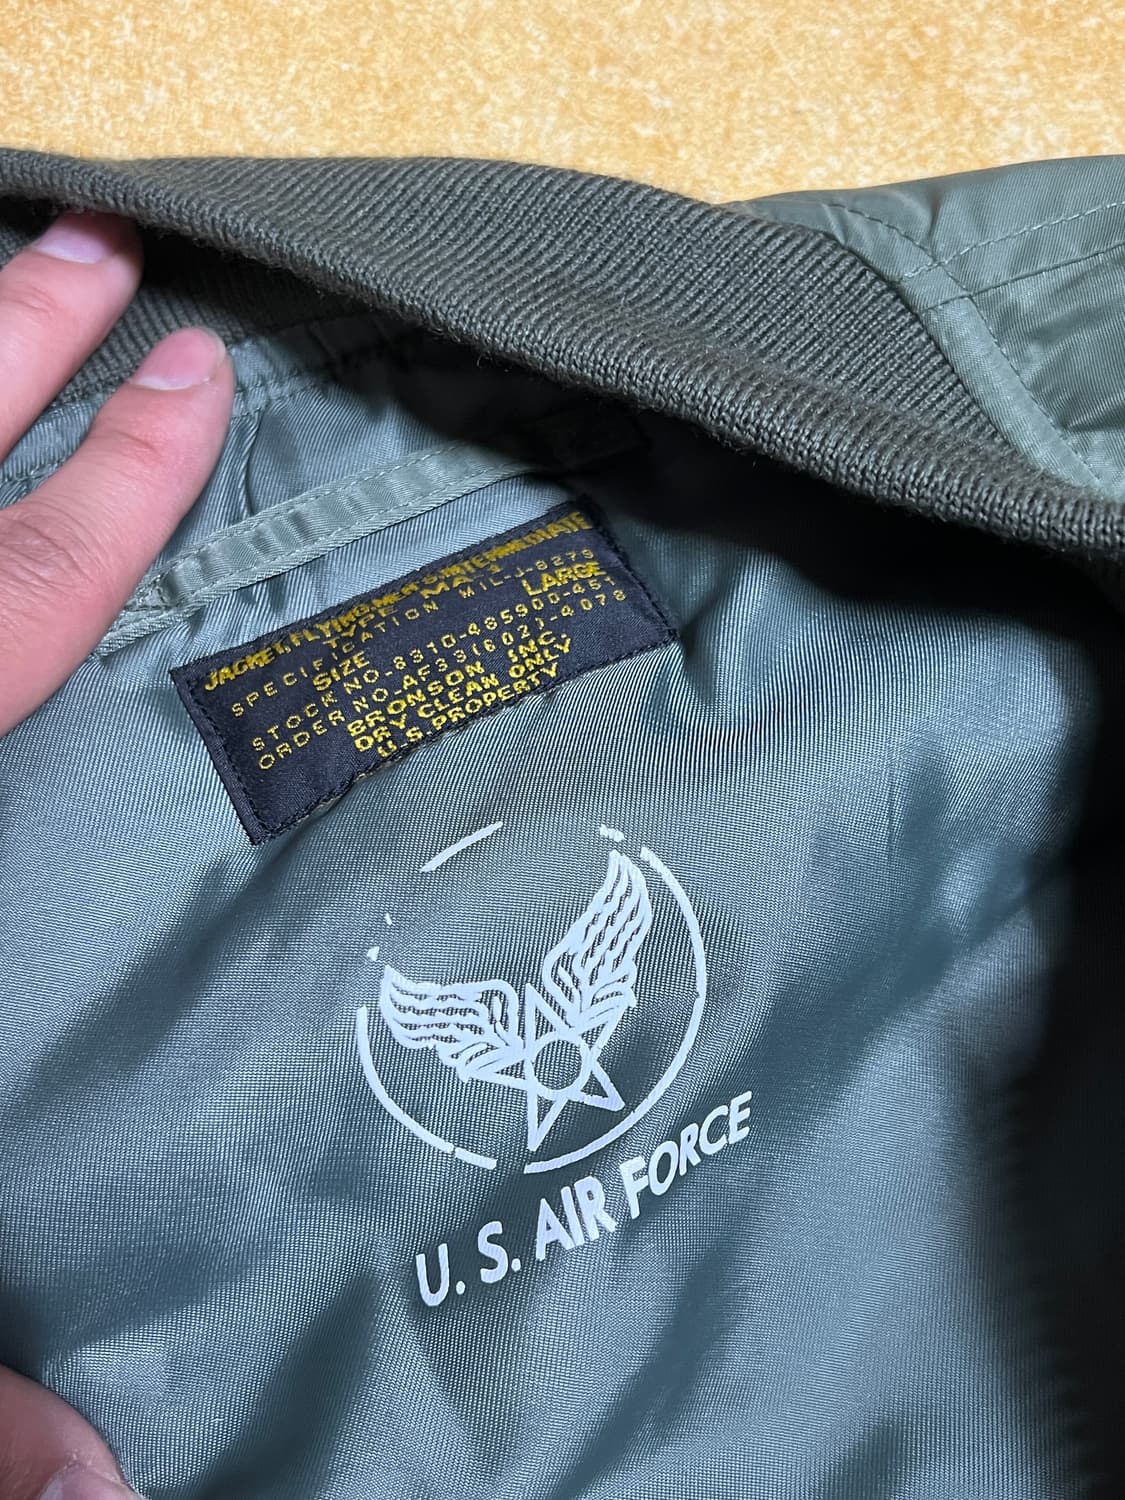 JACKET, FLYING MEN'S INTERMEDIATE
TYPE MA-1
SPECIFICATION MIL-J-8279
SIZE LARGE
STOCK NO.-8310-485900-451
ORDER NO.-AF33(602)-4078
BRONSON INC.
DRY CLEAN ONLY
U.S. PROPERTY
U. S. AIR FORCE